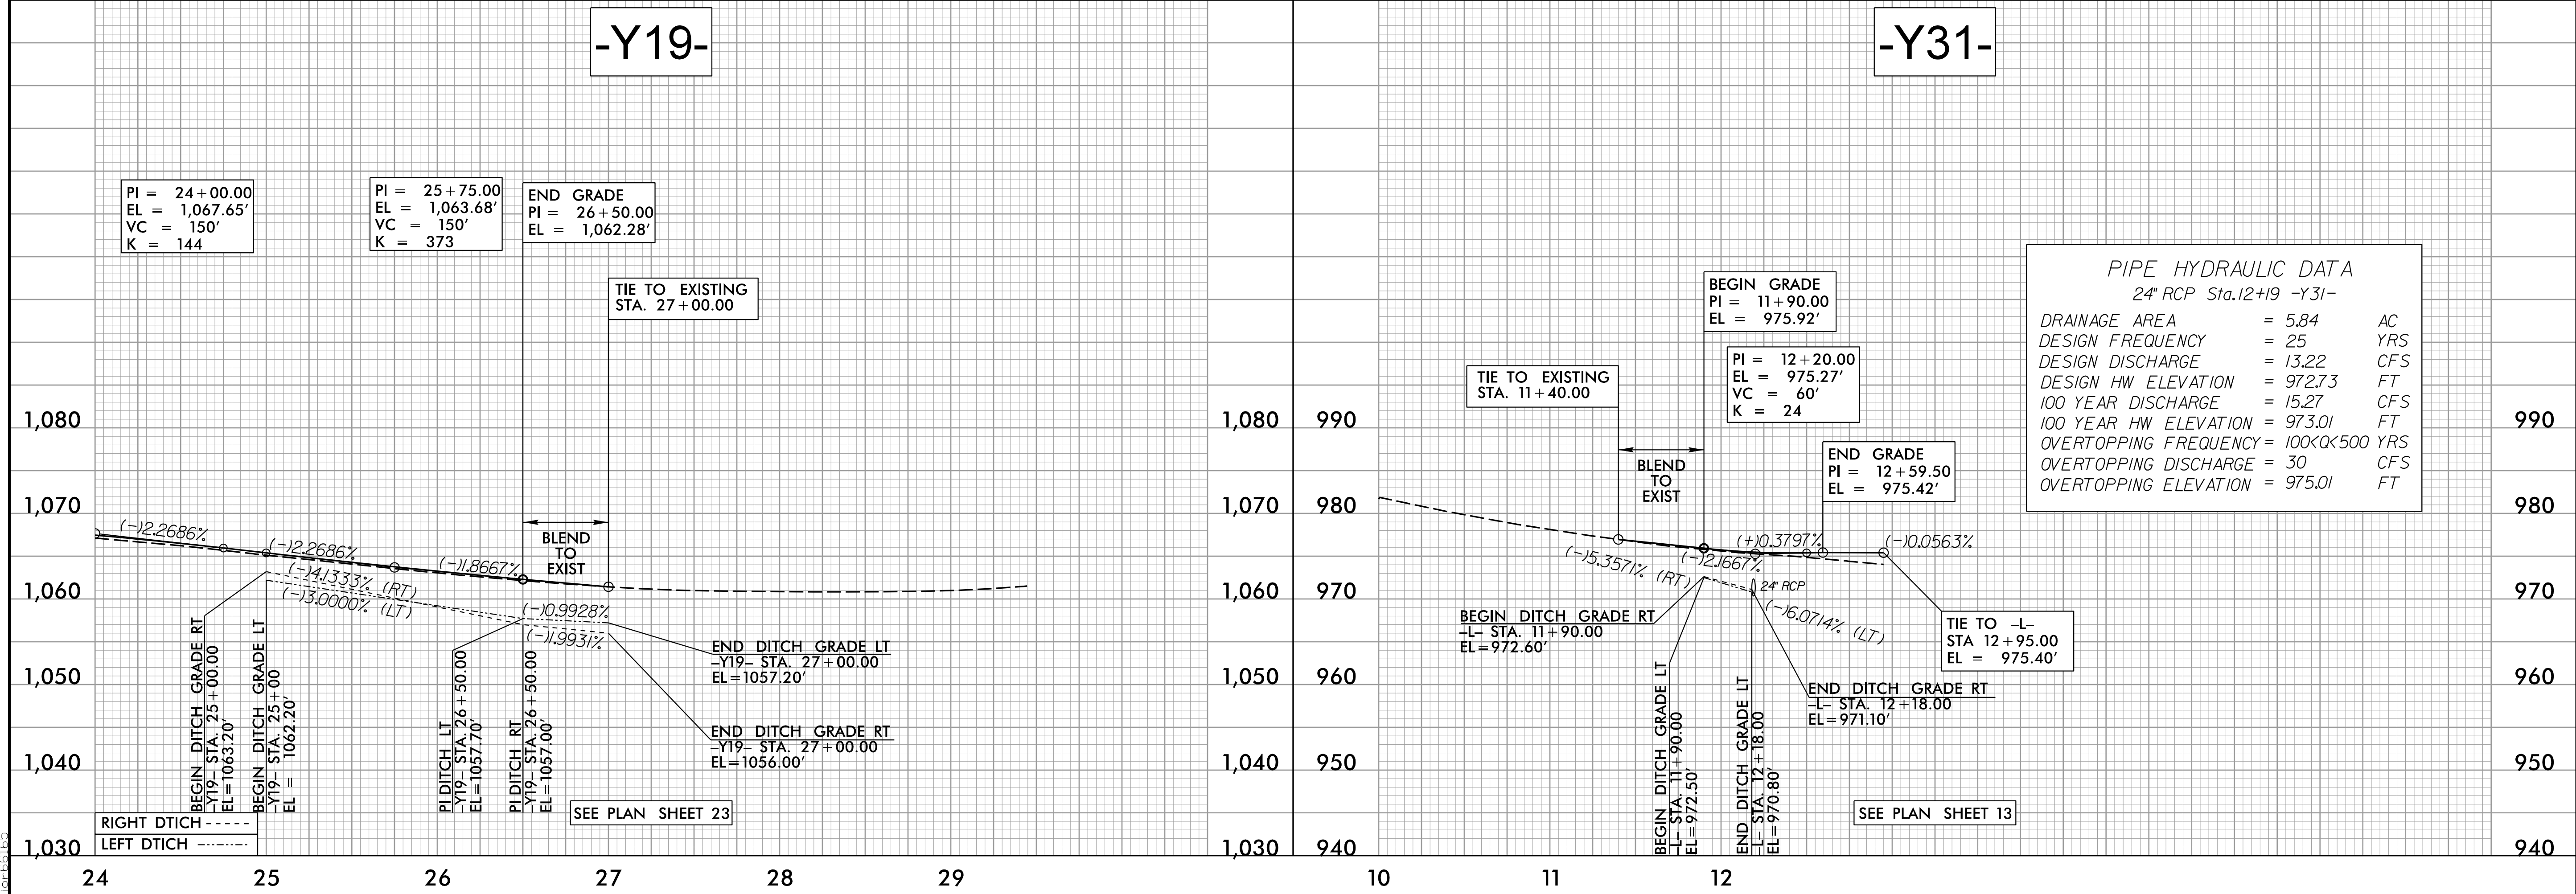 -Y19-
PI = 24+00.00
EL = 1,067.65'
VC = 150'
K = 144
PI = 25+75.00
EL = 1,063.68'
VC = 150'
K = 373
END GRADE
PI = 26+50.00
EL = 1,062.28'
TIE TO EXISTING
STA. 27+00.00
BLEND
TO
EXIST
(-)2.2686%
(-)2.2686%
(-)1.8667%
(-)4.1333% (RT)
(-)3.0000% (LT)
(-)0.9928%
(-)1.9931%
BEGIN DITCH GRADE RT
-Y19- STA. 25+00.00
EL=1063.20'
BEGIN DITCH GRADE LT
-Y19- STA. 25+00
EL = 1062.20'
PI DITCH LT
-Y19- STA. 26+50.00
EL=1057.70'
PI DITCH RT
-Y19- STA. 26+50.00
EL=1057.00'
END DITCH GRADE LT
-Y19- STA. 27+00.00
EL=1057.20'
END DITCH GRADE RT
-Y19- STA. 27+00.00
EL=1056.00'
SEE PLAN SHEET 23
RIGHT DTICH
LEFT DTICH
1,080
1,070
1,060
1,050
1,040
1,030
1,080
1,070
1,060
1,050
1,040
1,030
24 25 26 27 28 29
-Y31-
TIE TO EXISTING
STA. 11+40.00
BEGIN GRADE
PI = 11+90.00
EL = 975.92'
PI = 12+20.00
EL = 975.27'
VC = 60'
K = 24
END GRADE
PI = 12+59.50
EL = 975.42'
BLEND
TO
EXIST
(-)5.3571% (RT)
(-)2.1667%
(+)0.3797%
(-)0.0563%
24" RCP
(-)6.0714% (LT)
TIE TO -L-
STA 12+95.00
EL = 975.40'
BEGIN DITCH GRADE RT
-L- STA. 11+90.00
EL=972.60'
BEGIN DITCH GRADE LT
-L- STA. 11+90.00
EL=972.50'
END DITCH GRADE LT
-L- STA. 12+18.00
EL=970.80'
END DITCH GRADE RT
-L- STA. 12+18.00
EL=971.10'
SEE PLAN SHEET 13
PIPE HYDRAULIC DATA
24" RCP Sta.12+19 -Y31-
DRAINAGE AREA = 5.84 AC
DESIGN FREQUENCY = 25 YRS
DESIGN DISCHARGE = 13.22 CFS
DESIGN HW ELEVATION = 972.73 FT
100 YEAR DISCHARGE = 15.27 CFS
100 YEAR HW ELEVATION = 973.01 FT
OVERTOPPING FREQUENCY = 100<Q<500 YRS
OVERTOPPING DISCHARGE = 30 CFS
OVERTOPPING ELEVATION = 975.01 FT
990
980
970
960
950
940
990
980
970
960
950
940
10 11 12